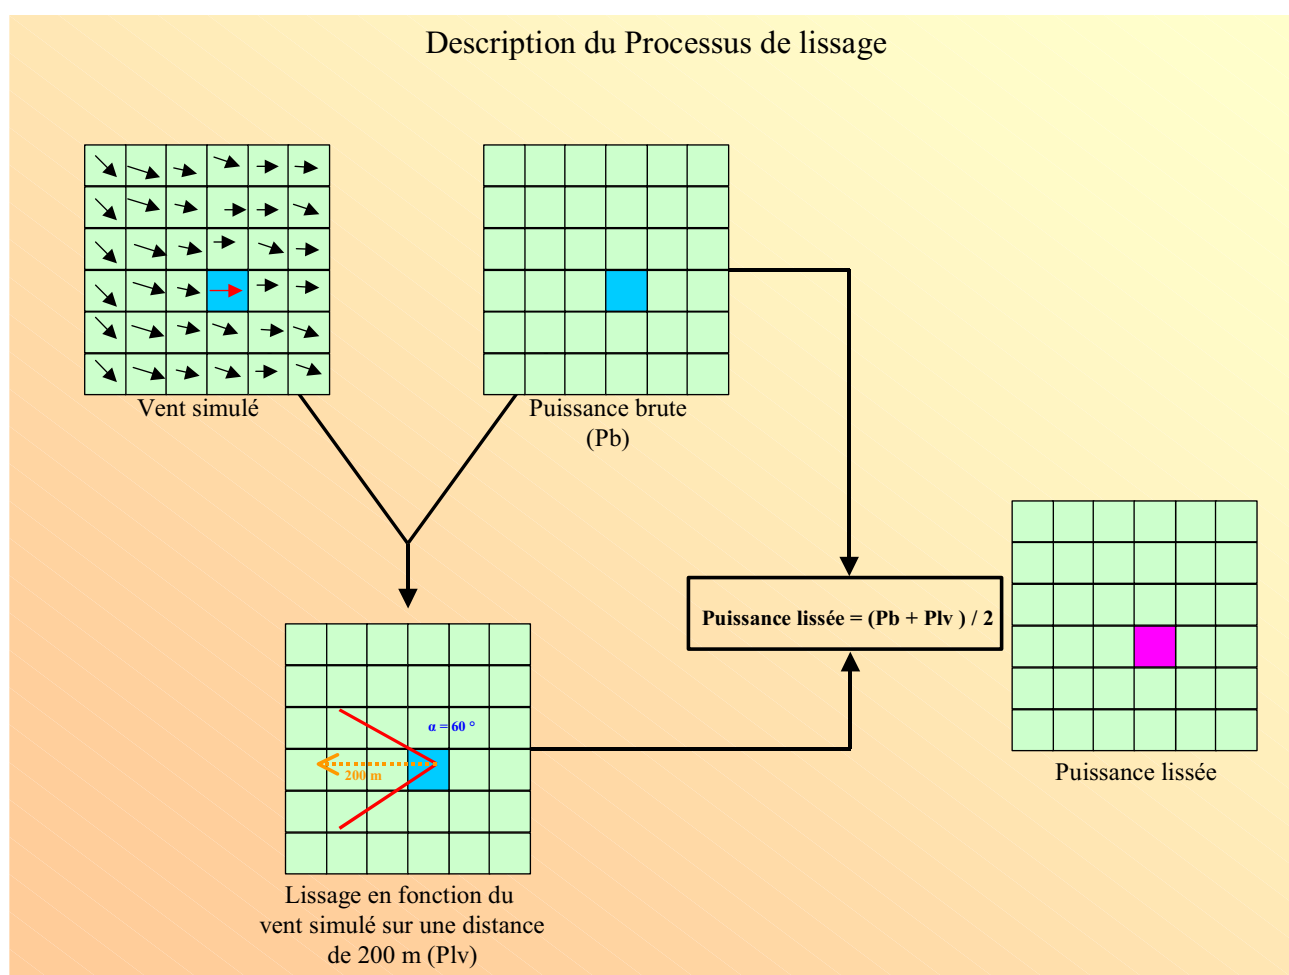 Description du Processus de lissage
Vent simulé
Puissance brute
(Pb)
Puissance lissée = (Pb + Plv ) / 2
α = 60 °
200 m
Puissance lissée
Lissage en fonction du
vent simulé sur une distance
de 200 m (Plv)